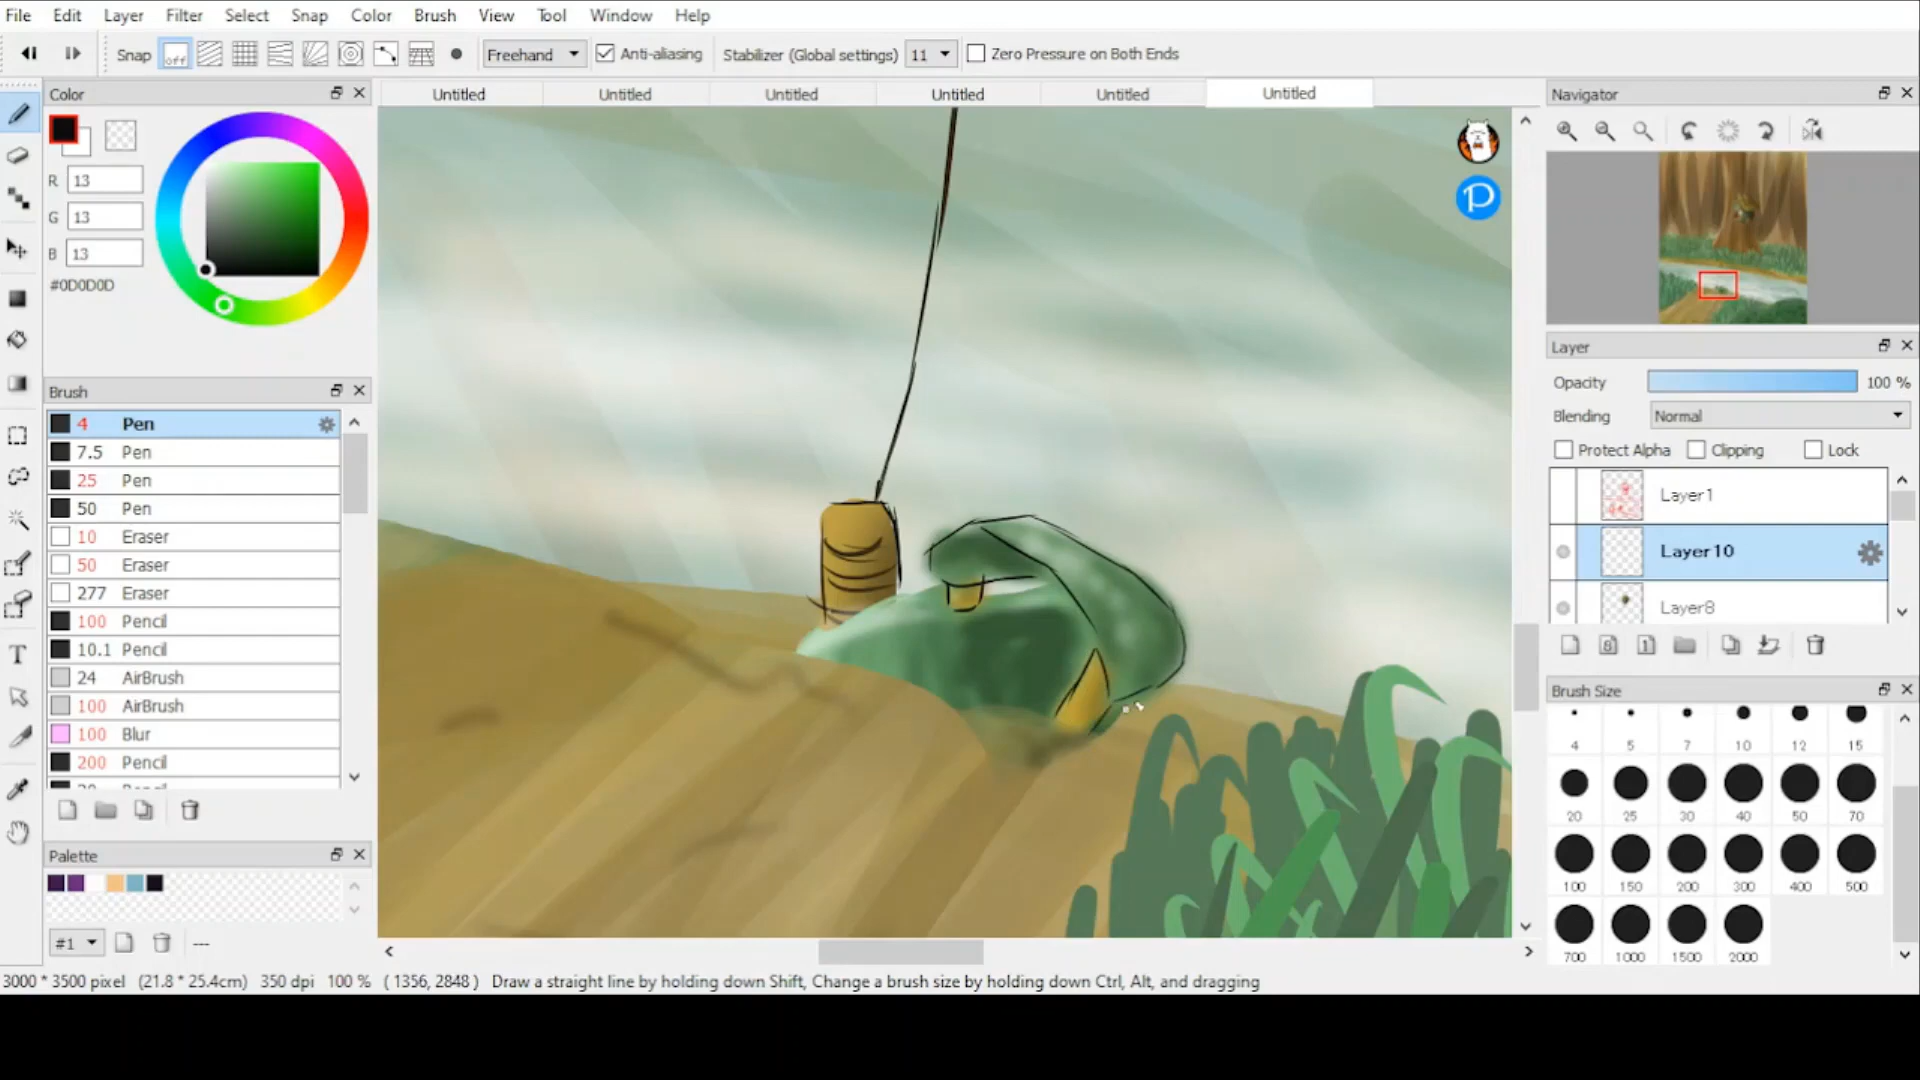 File Edit Layer Filter Select Snap Color Brush View Tool Window Help
Snap off Freehand Anti-aliasing Stabilizer (Global settings) 11 Zero Pressure on Both Ends
Color
R 13
G 13
B 13
#0D0D0D
Brush
4 Pen
7.5 Pen
25 Pen
50 Pen
10 Eraser
50 Eraser
277 Eraser
100 Pencil
10.1 Pencil
24 AirBrush
100 AirBrush
100 Blur
200 Pencil
Palette
#1 ---
Untitled Untitled Untitled Untitled Untitled Untitled
P
Navigator
Layer
Opacity 100 %
Blending Normal
Protect Alpha Clipping Lock
Layer1
Layer10
Layer8
8 1
Brush Size
4 5 7 10 12 15
20 25 30 40 50 70
100 150 200 300 400 500
700 1000 1500 2000
3000 * 3500 pixel (21.8 * 25.4cm) 350 dpi 100 % ( 1356, 2848 ) Draw a straight line by holding down Shift, Change a brush size by holding down Ctrl, Alt, and dragging